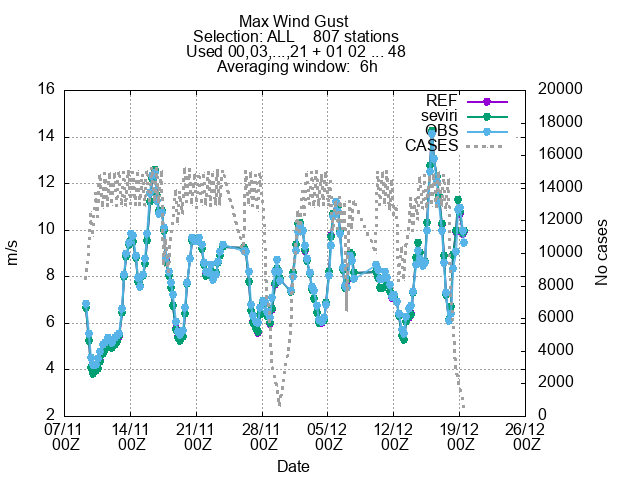 Max Wind Gust
Selection: ALL 807 stations
Used 00,03,...,21 + 01 02 ... 48
Averaging window: 6h
16 20000
REF
seviri
18000
14
OBS
16000
CASES
12 14000
12000
10
10000
m/s No cases
8 8000
6 6000
4000
4
2000
2 0
07/11 14/11 21/11 28/11 05/12 12/12 19/12 26/12
00Z 00Z 00Z 00Z 00Z 00Z 00Z 00Z
Date